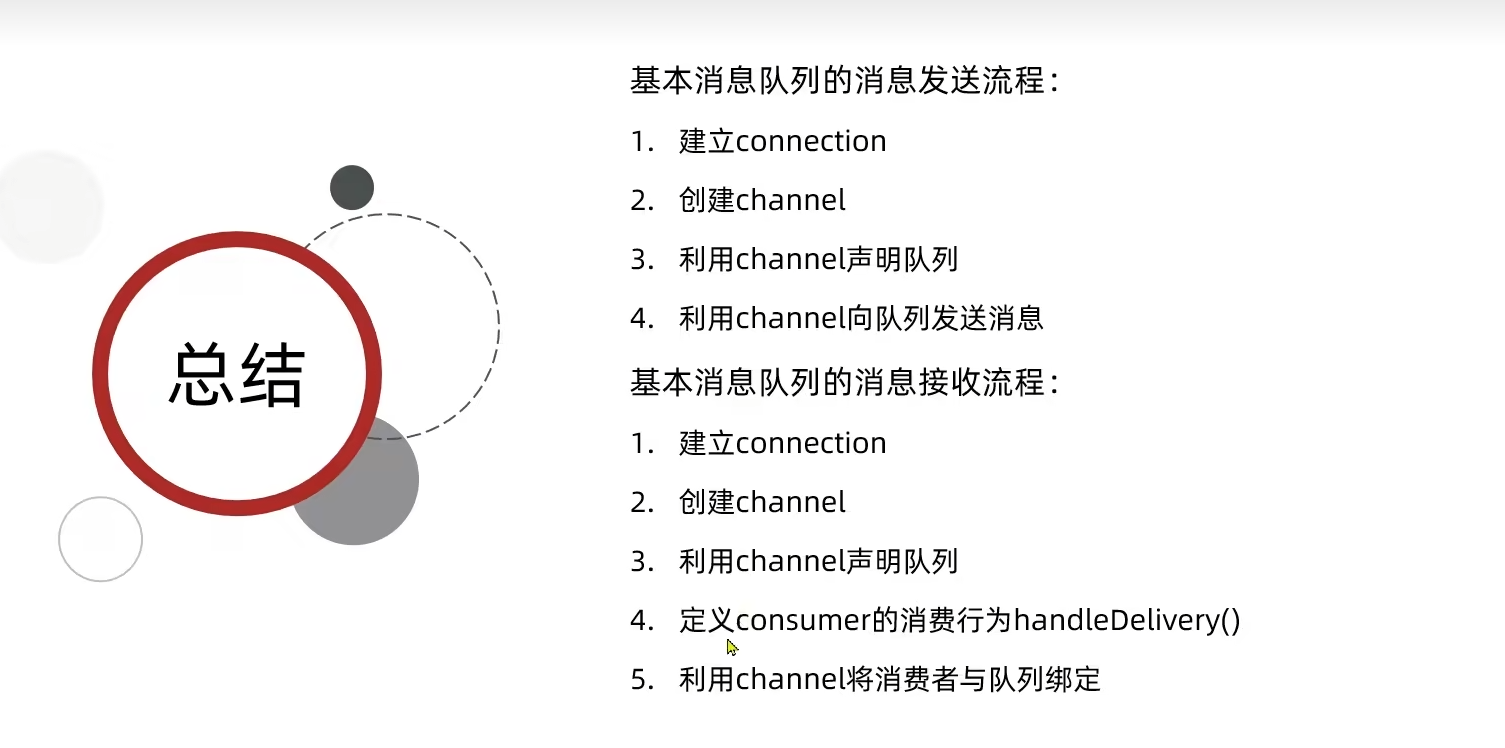 总结
基本消息队列的消息发送流程：
1. 建立connection
2. 创建channel
3. 利用channel声明队列
4. 利用channel向队列发送消息
基本消息队列的消息接收流程：
1. 建立connection
2. 创建channel
3. 利用channel声明队列
4. 定义consumer的消费行为handleDelivery()
5. 利用channel将消费者与队列绑定